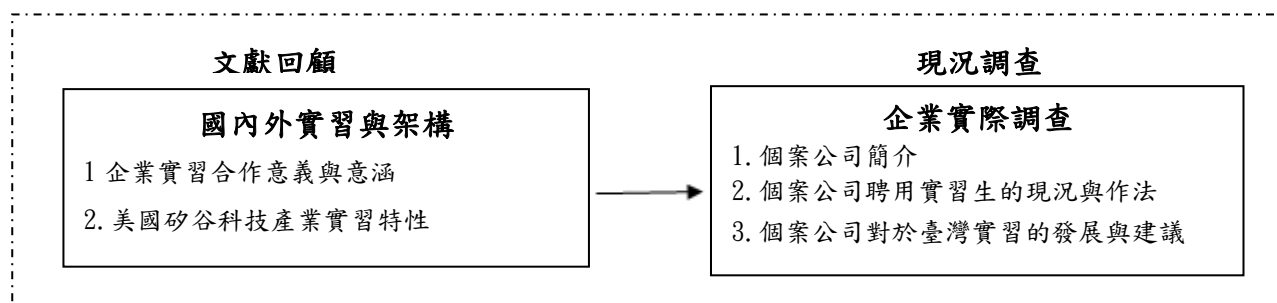 文獻回顧
國內外實習與架構
1 企業實習合作意義與意涵
2. 美國矽谷科技產業實習特性
現況調查
企業實際調查
1. 個案公司簡介
2. 個案公司聘用實習生的現況與作法
3. 個案公司對於臺灣實習的發展與建議